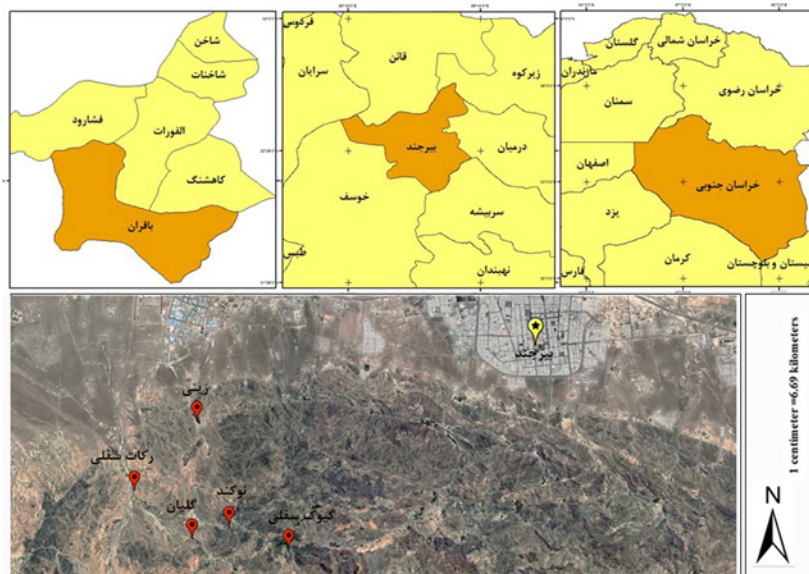 شاخن
شاخنات
فشارود
القورات
کاهشنگ
باقران
فردوس
قائن
سرایان
زیرکوه
بیرجند
درمیان
خوسف
سربیشه
طبس
نهبندان
گلستان
خراسان شمالی
مازندران
خراسان رضوی
سمنان
اصفهان
خراسان جنوبی
یزد
کرمان
فارس
سیستان و بلوچستان
بیرجند
زینی
رکات سفلی
نوکند
گلیان
گیوک سفلی
1 centimeter =6.69 kilometers
N